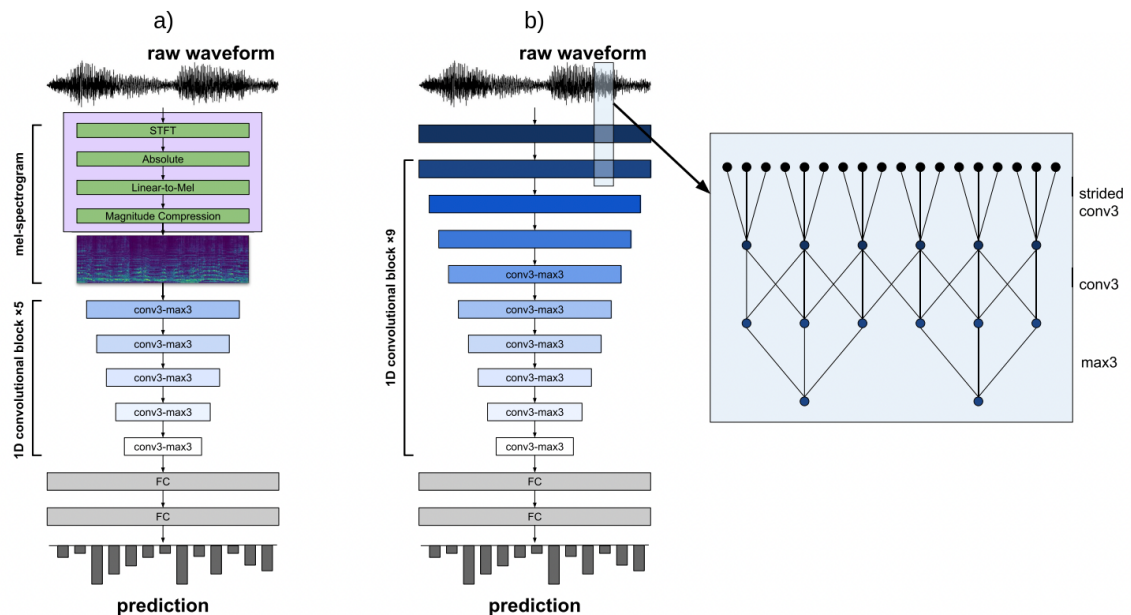 a)
raw waveform
mel-spectrogram
STFT
Absolute
Linear-to-Mel
Magnitude Compression
1D convolutional block ×5
conv3-max3
conv3-max3
conv3-max3
conv3-max3
conv3-max3
FC
FC
prediction
b)
raw waveform
1D convolutional block ×9
conv3-max3
conv3-max3
conv3-max3
conv3-max3
conv3-max3
conv3-max3
FC
FC
prediction
strided
conv3
conv3
max3